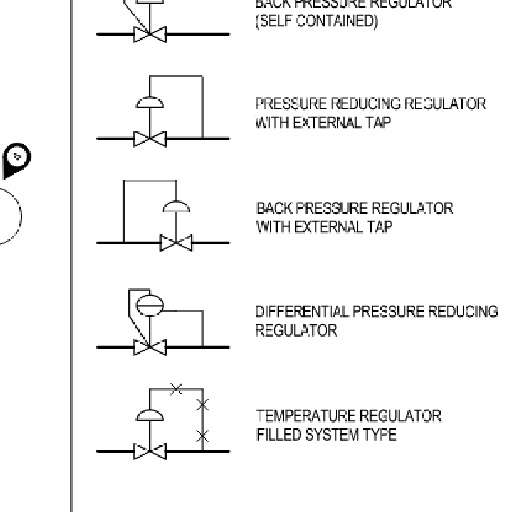 BACK PRESSURE REGULATOR
(SELF CONTAINED)
PRESSURE REDUCING REGULATOR
WITH EXTERNAL TAP
BACK PRESSURE REGULATOR
WITH EXTERNAL TAP
DIFFERENTIAL PRESSURE REDUCING
REGULATOR
TEMPERATURE REGULATOR
FILLED SYSTEM TYPE